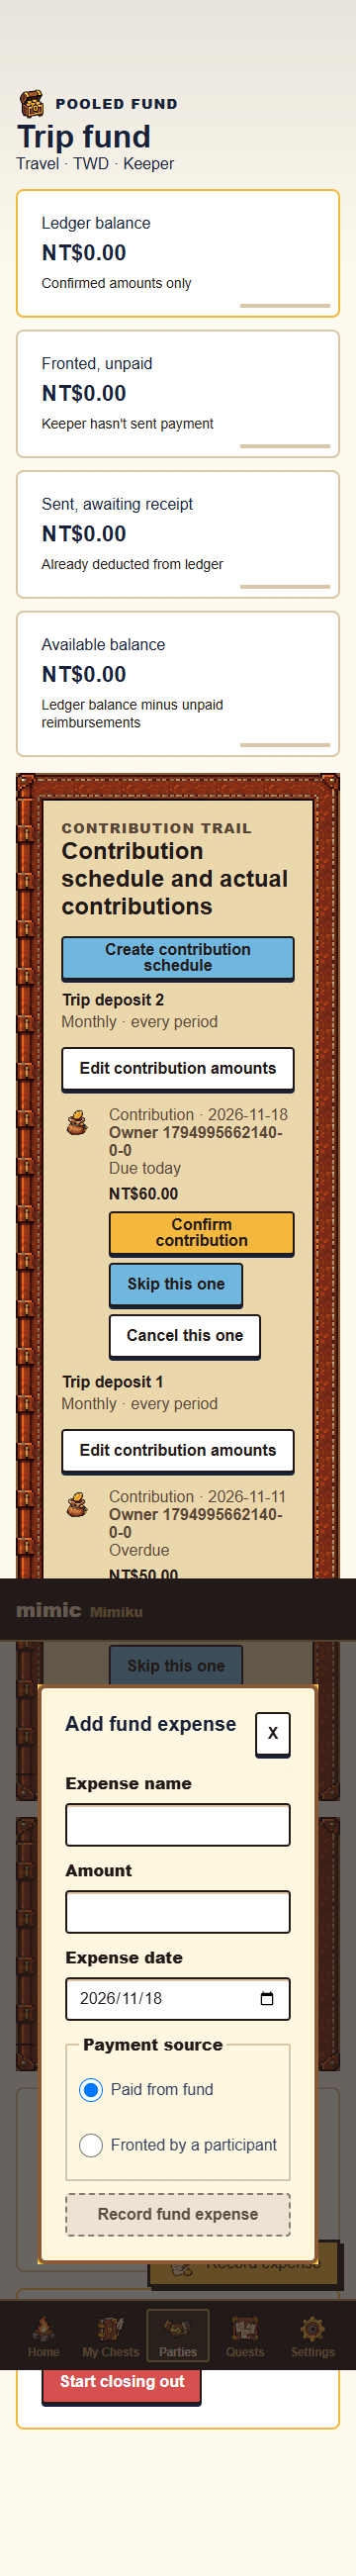 POOLED FUND
Trip fund
Travel · TWD · Keeper
Ledger balance
NT$0.00
Confirmed amounts only
Fronted, unpaid
NT$0.00
Keeper hasn't sent payment
Sent, awaiting receipt
NT$0.00
Already deducted from ledger
Available balance
NT$0.00
Ledger balance minus unpaid
reimbursements
CONTRIBUTION TRAIL
Contribution
schedule and actual
contributions
Create contribution
schedule
Trip deposit 2
Monthly · every period
Edit contribution amounts
Contribution · 2026-11-18
Owner 1794995662140-
0-0
Due today
NT$60.00
Confirm
contribution
Skip this one
Cancel this one
Trip deposit 1
Monthly · every period
Edit contribution amounts
Contribution · 2026-11-11
Owner 1794995662140-
0-0
Overdue
NT$50.00
mimic Mimiku
Skip this one
Add fund expense
X
Expense name
Amount
Expense date
2026/11/18
Payment source
Paid from fund
Fronted by a participant
Record fund expense
Record expense
Home
My Chests
Parties
Quests
Settings
Start closing out